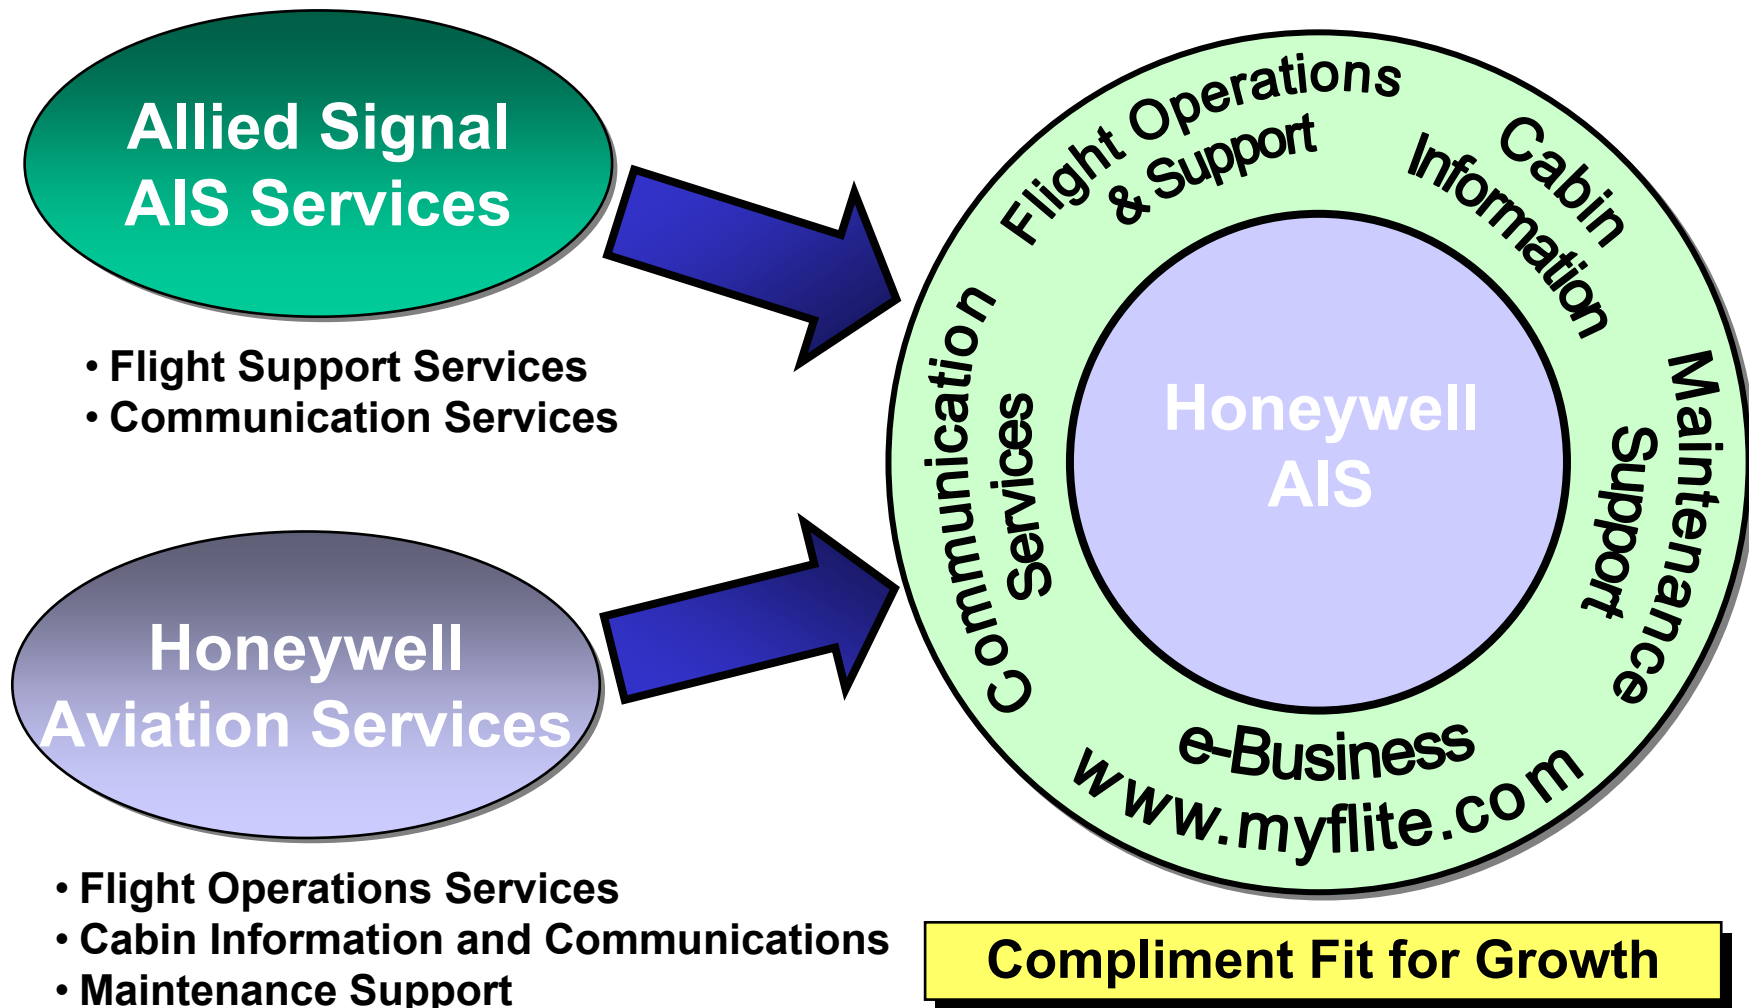 Allied Signal
AIS Services
• Flight Support Services
• Communication Services
Honeywell
Aviation Services
• Flight Operations Services
• Cabin Information and Communications
• Maintenance Support
Flight Operations
& Support
Cabin
Information
Maintenance
Support
Communication
Services
e-Business
www.myflite.com
Honeywell
AIS
Compliment Fit for Growth